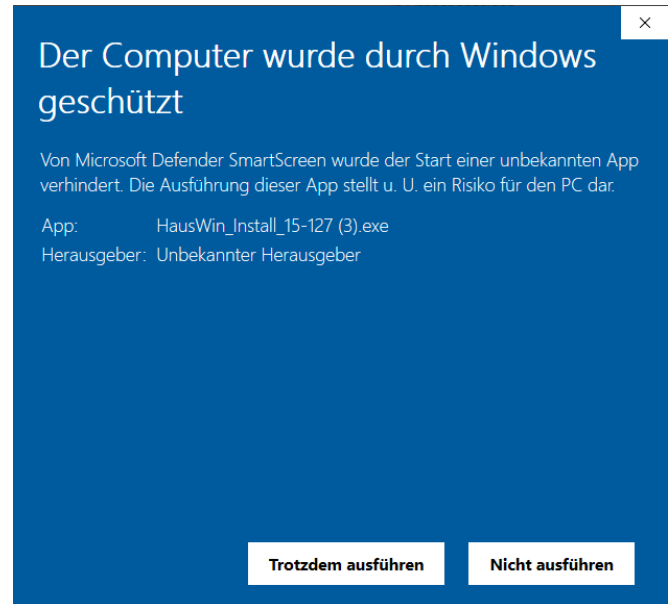 Der Computer wurde durch Windows
geschützt
Von Microsoft Defender SmartScreen wurde der Start einer unbekannten App
verhindert. Die Ausführung dieser App stellt u. U. ein Risiko für den PC dar.
App: HausWin_Install_15-127 (3).exe
Herausgeber: Unbekannter Herausgeber
Trotzdem ausführen Nicht ausführen